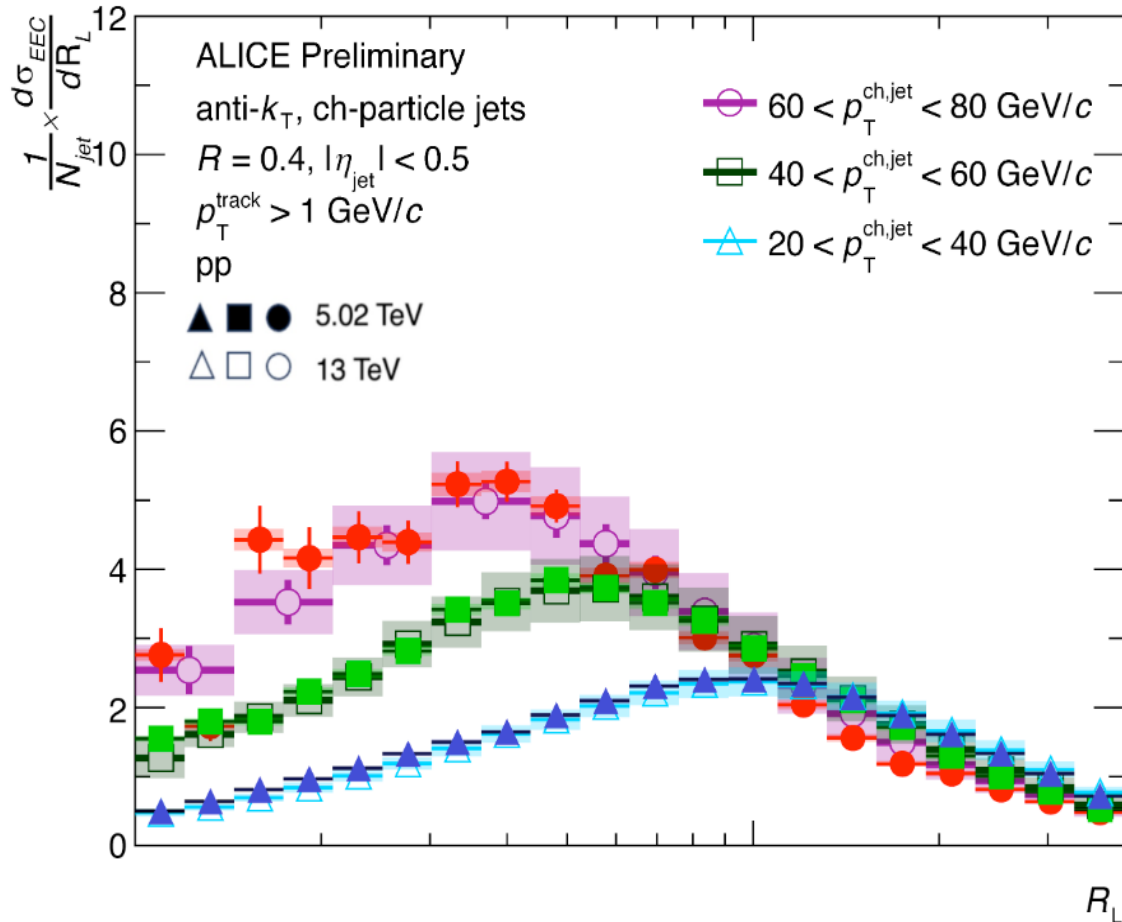 12
10
8
6
4
2
0
1/N_jet × dσ_EEC/dR_L
ALICE Preliminary
anti-k_T, ch-particle jets
R = 0.4, |η_jet| < 0.5
p_T^track > 1 GeV/c
pp
5.02 TeV
13 TeV
60 < p_T^ch,jet < 80 GeV/c
40 < p_T^ch,jet < 60 GeV/c
20 < p_T^ch,jet < 40 GeV/c
R_L